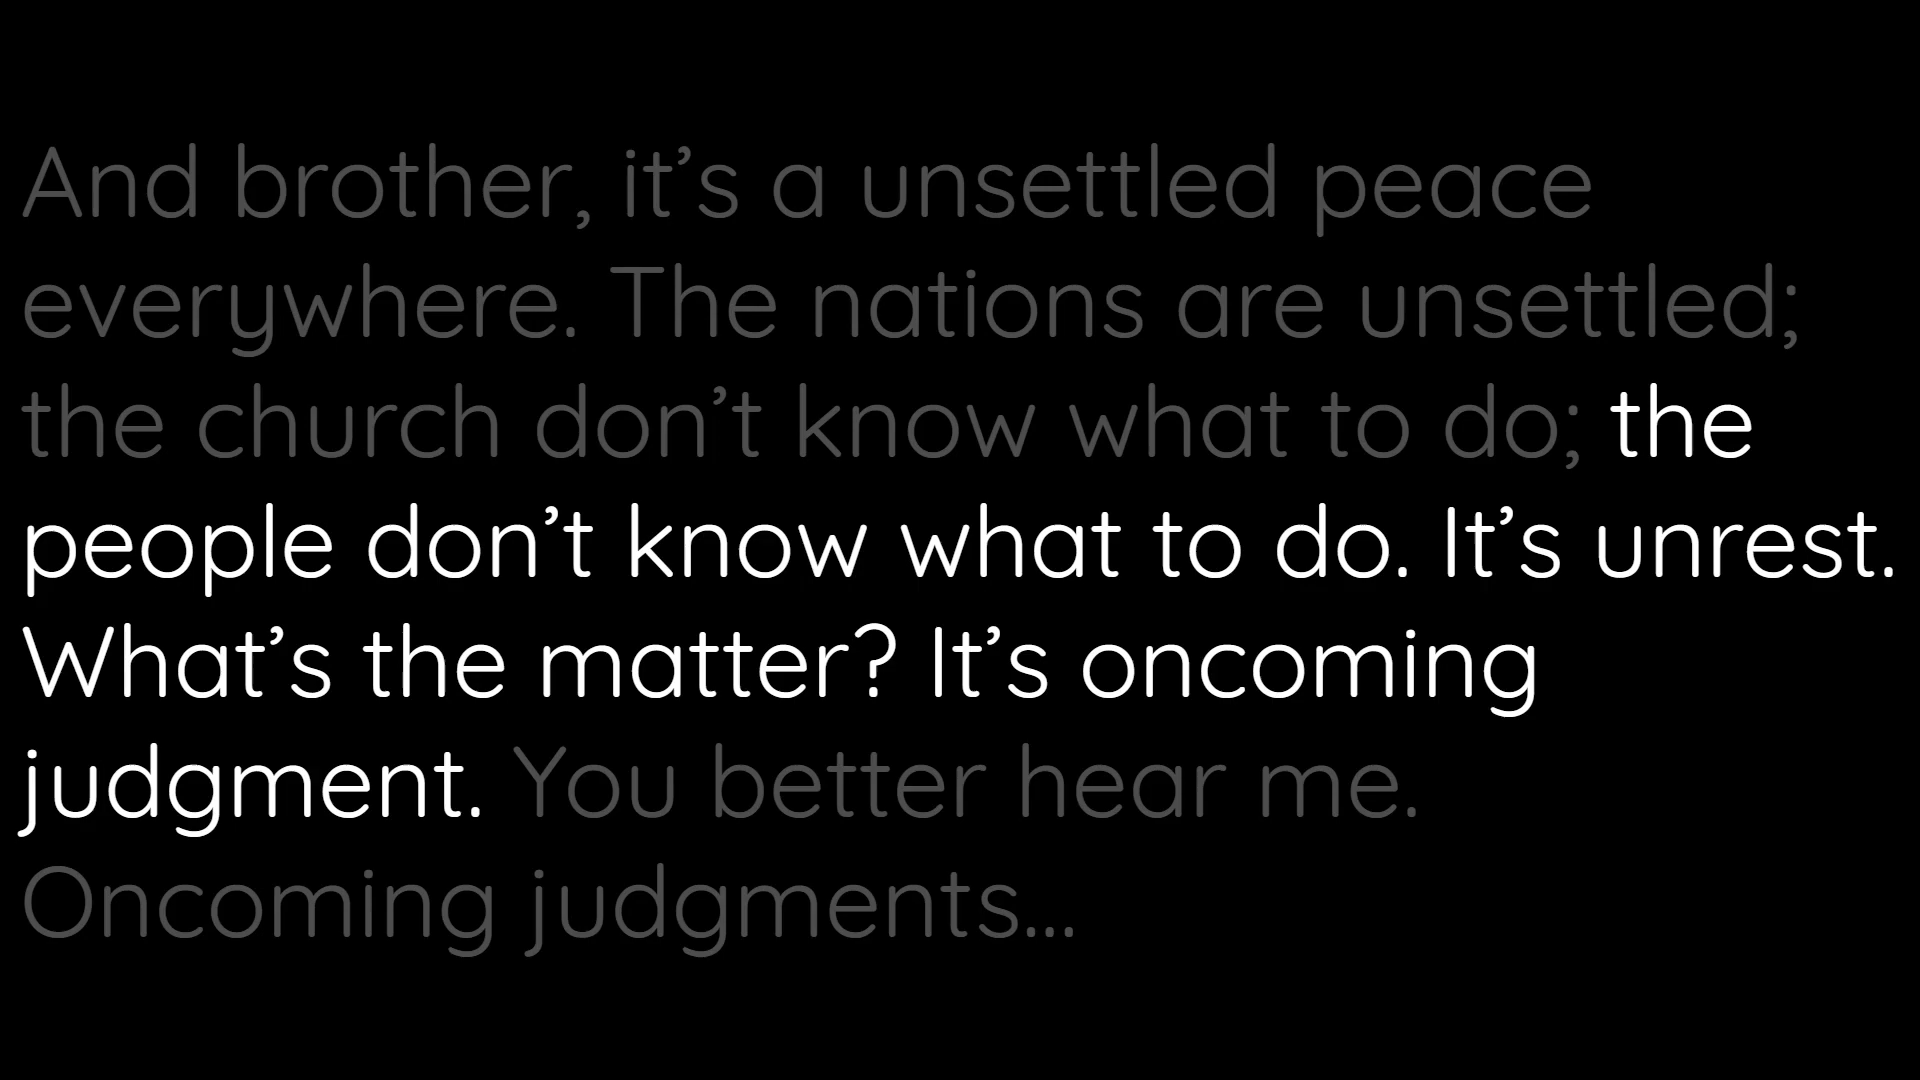 And brother, it’s a unsettled peace
everywhere. The nations are unsettled;
the church don’t know what to do; the
people don’t know what to do. It’s unrest.
What’s the matter? It’s oncoming
judgment. You better hear me.
Oncoming judgments...